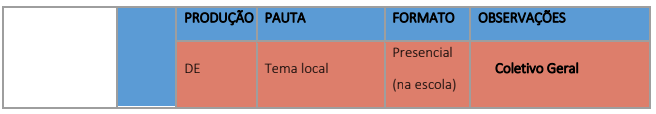 PRODUÇÃO PAUTA FORMATO OBSERVAÇÕES
DE Tema local Presencial (na escola) Coletivo Geral